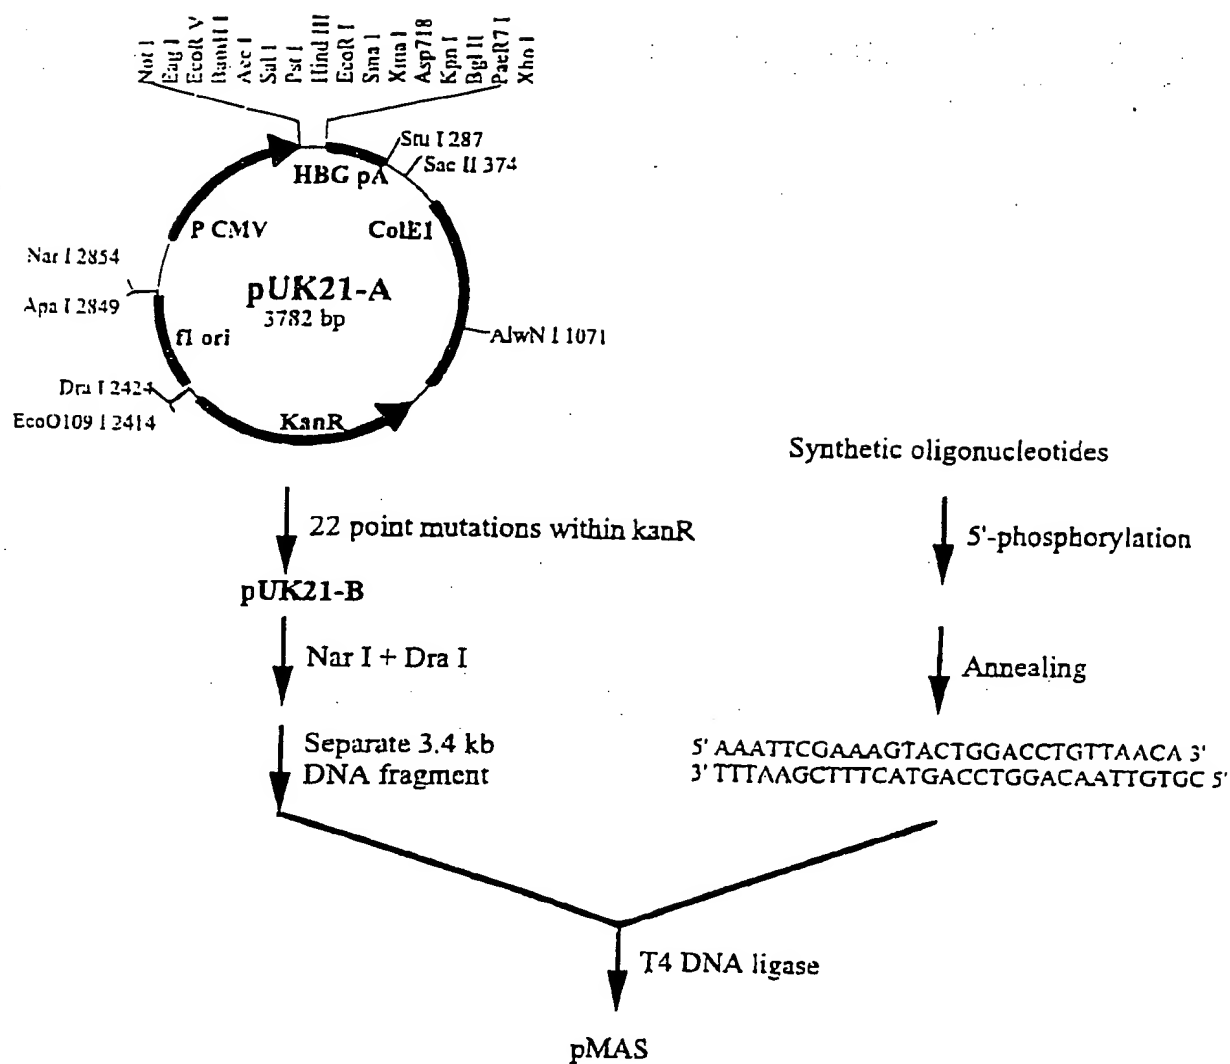 Not I
Eag I
EcoR V
BamH I
Acc I
Sal I
Pst I
Hind III
EcoR I
Sma I
Xma I
Asp718
Kpn I
Bgl II
PaeR7 I
Xho I
Stu I 287
Sac II 374
HBG pA
P CMV
ColE1
Nar I 2854
Apa I 2849
pUK21-A
3782 bp
f1 ori
AlwN I 1071
Dra I 2424
EcoO109 I 2414
KanR
Synthetic oligonucleotides
22 point mutations within kanR
5'-phosphorylation
pUK21-B
Nar I + Dra I
Annealing
Separate 3.4 kb
DNA fragment
5' AAATTCGAAAGTACTGGACCTGTTAACA 3'
3' TTTAAGCTTTCATGACCTGGACAATTGTGC 5'
T4 DNA ligase
pMAS